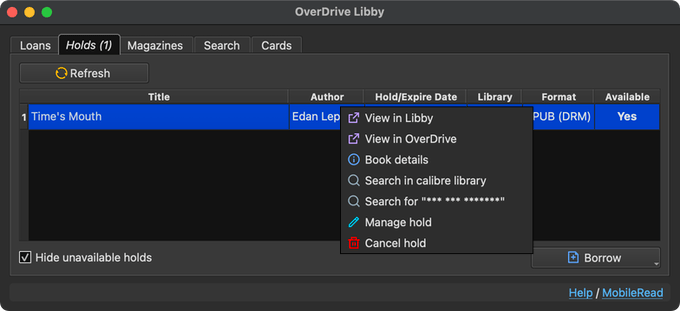 OverDrive Libby
Loans Holds (1) Magazines Search Cards
Refresh
Title Author Hold/Expire Date Library Format Available
1 Time's Mouth Edan Lep PUB (DRM) Yes
View in Libby
View in OverDrive
Book details
Search in calibre library
Search for "*** *** *******"
Manage hold
Cancel hold
Hide unavailable holds
Borrow
Help / MobileRead